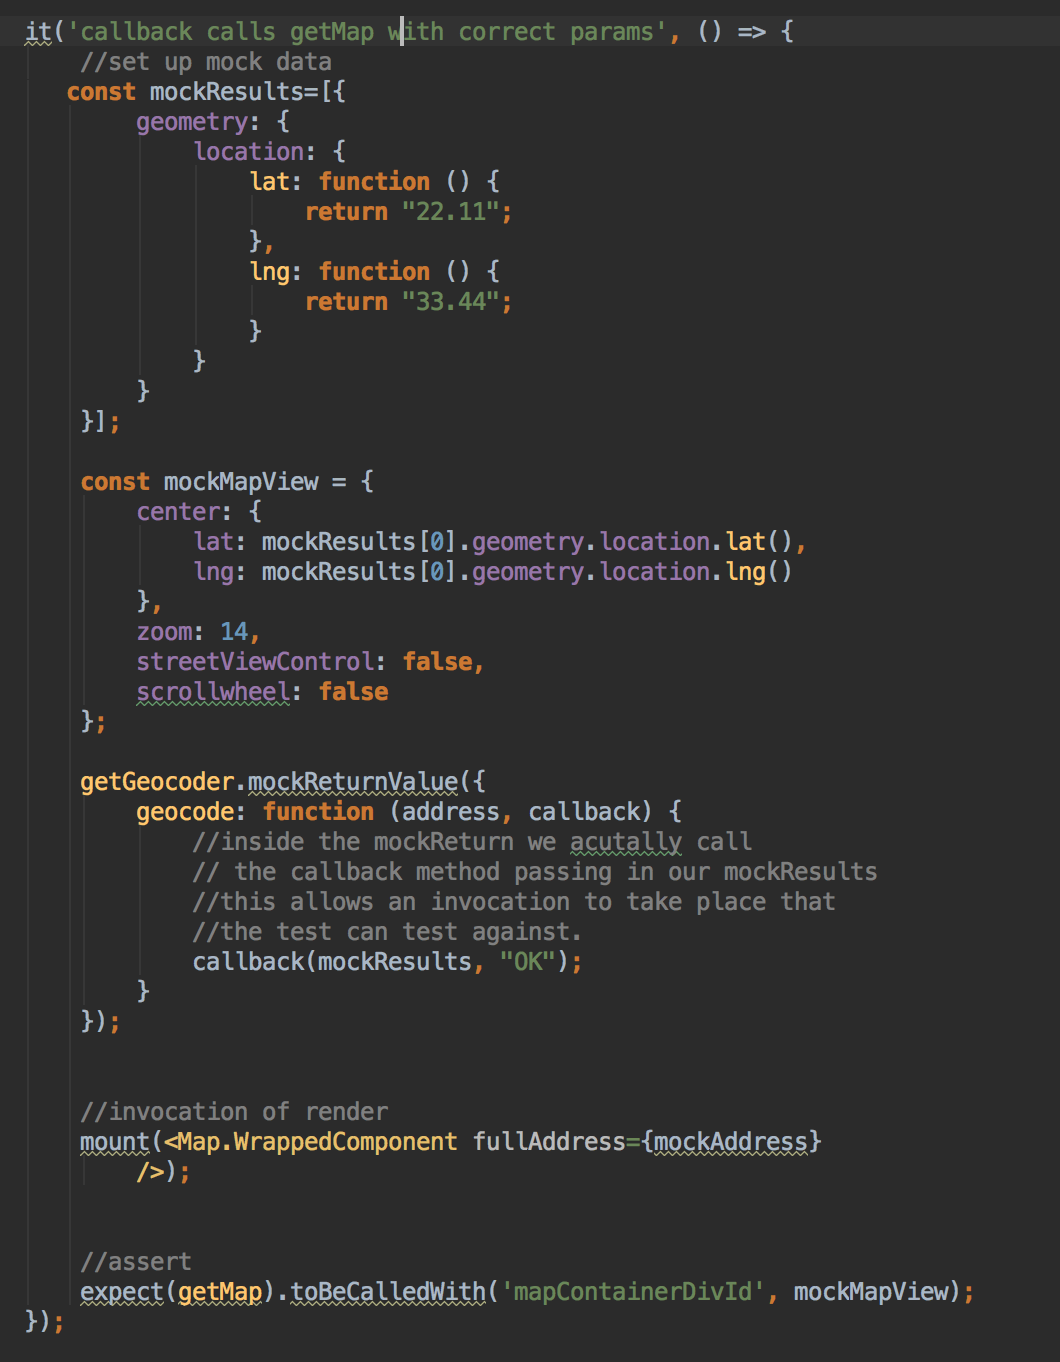 it('callback calls getMap with correct params', () => {
//set up mock data
const mockResults=[{
geometry: {
location: {
lat: function () {
return "22.11";
},
lng: function () {
return "33.44";
}
}
}
}];
const mockMapView = {
center: {
lat: mockResults[0].geometry.location.lat(),
lng: mockResults[0].geometry.location.lng()
},
zoom: 14,
streetViewControl: false,
scrollwheel: false
};
getGeocoder.mockReturnValue({
geocode: function (address, callback) {
//inside the mockReturn we acutally call
// the callback method passing in our mockResults
//this allows an invocation to take place that
//the test can test against.
callback(mockResults, "OK");
}
});
//invocation of render
mount(<Map.WrappedComponent fullAddress={mockAddress}
/>);
//assert
expect(getMap).toBeCalledWith('mapContainerDivId', mockMapView);
});